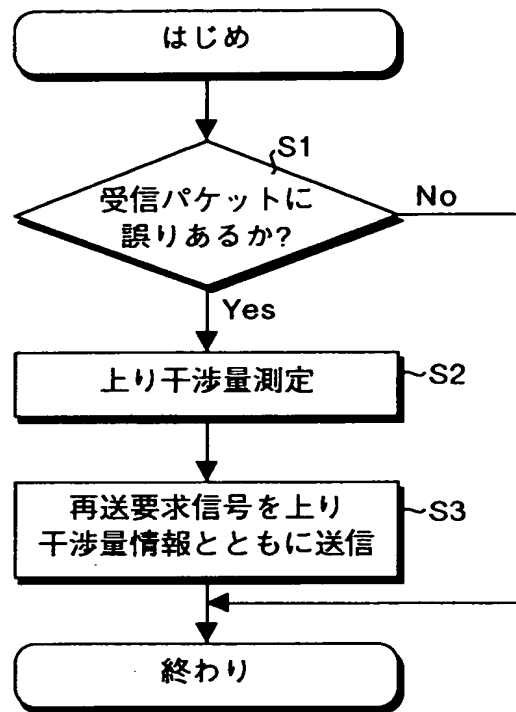 はじめ
S1
受信パケットに
誤りあるか?
No
Yes
上り干渉量測定
S2
再送要求信号を上り
干渉量情報とともに送信
S3
終わり